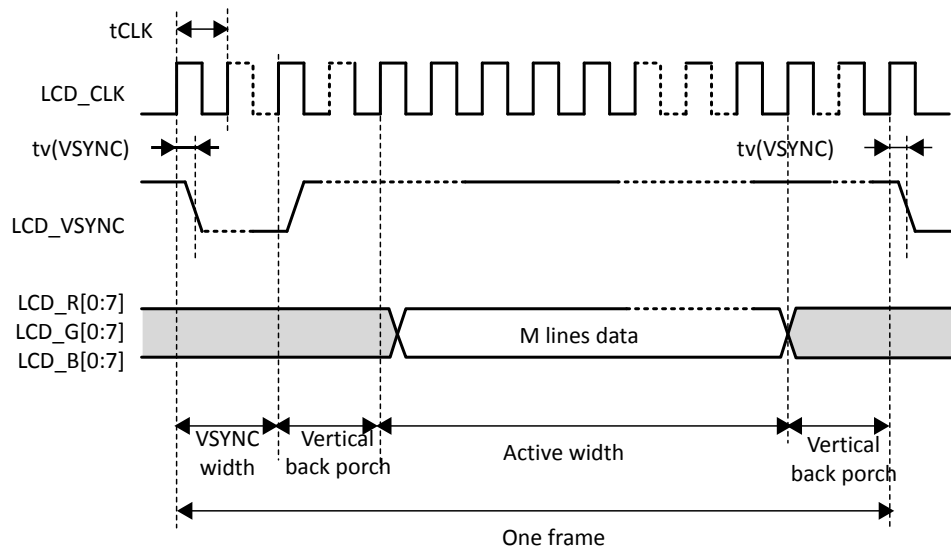 tCLK
LCD_CLK
tv(VSYNC)
tv(VSYNC)
LCD_VSYNC
LCD_R[0:7]
LCD_G[0:7]
LCD_B[0:7]
M lines data
VSYNC
width
Vertical
back porch
Active width
Vertical
back porch
One frame